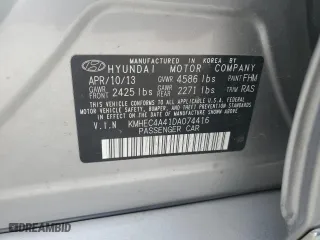 MANUFACTURED IN KOREA BY
HYUNDAI MOTOR COMPANY
APR/10/13 GVWR 4586 lbs PAINT FHM
GAWR FRONT 2425 lbs GAWR REAR 2271 lbs TRIM RAS
THIS VEHICLE CONFORMS TO ALL APPLICABLE U.S. FEDERAL
MOTOR VEHICLE SAFETY, BUMPER, AND THEFT PREVENTION
STANDARDS IN EFFECT ON THE DATE OF MANUFACTURE SHOWN ABOVE.
V.I.N KMHEC4A41DA074416
PASSENGER CAR